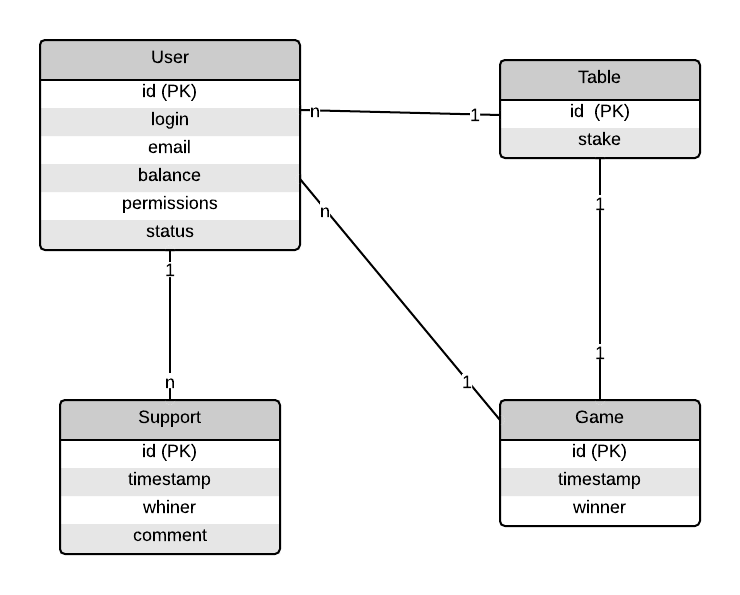 User
id (PK)
login
email
balance
permissions
status
n
1
Table
id (PK)
stake
n
1
1
1
1
n
Support
id (PK)
timestamp
whiner
comment
Game
id (PK)
timestamp
winner